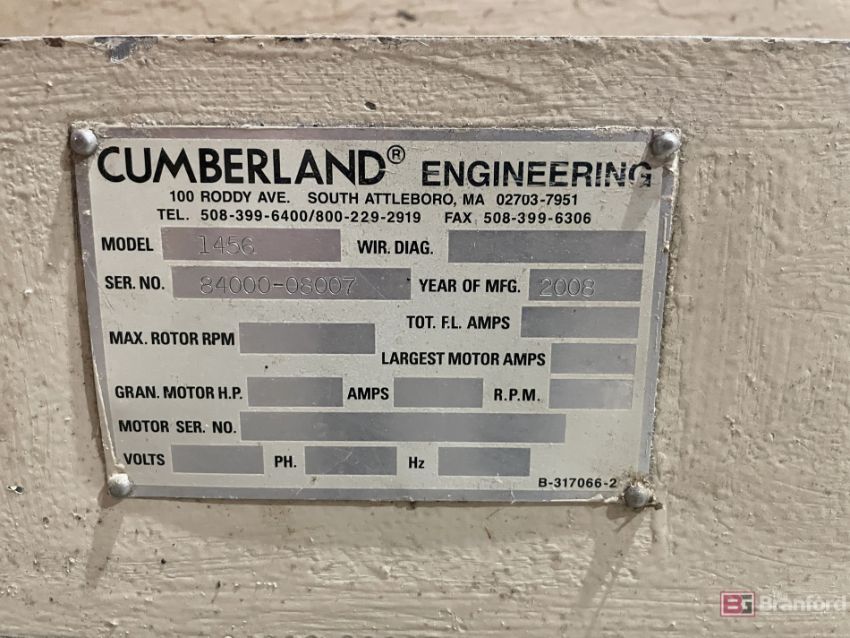 CUMBERLAND® ENGINEERING
100 RODDY AVE. SOUTH ATTLEBORO, MA 02703-7951
TEL. 508-399-6400/800-229-2919 FAX 508-399-6306
MODEL 1456 WIR. DIAG.
SER. NO. 84000-08007 YEAR OF MFG. 2008
TOT. F.L. AMPS
MAX. ROTOR RPM
LARGEST MOTOR AMPS
GRAN. MOTOR H.P. AMPS R.P.M.
MOTOR SER. NO.
VOLTS PH. Hz
B-317066-2
BG Branford